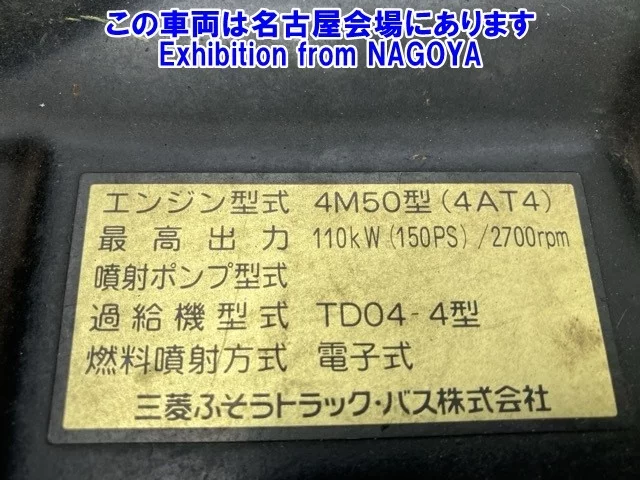 この車両は名古屋会場にあります
Exhibition from NAGOYA
エンジン型式 4M50型(4AT4)
最高出力 110kW(150PS)/2700rpm
噴射ポンプ型式
過給機型式 TD04-4型
燃料噴射方式 電子式
三菱ふそうトラック・バス株式会社